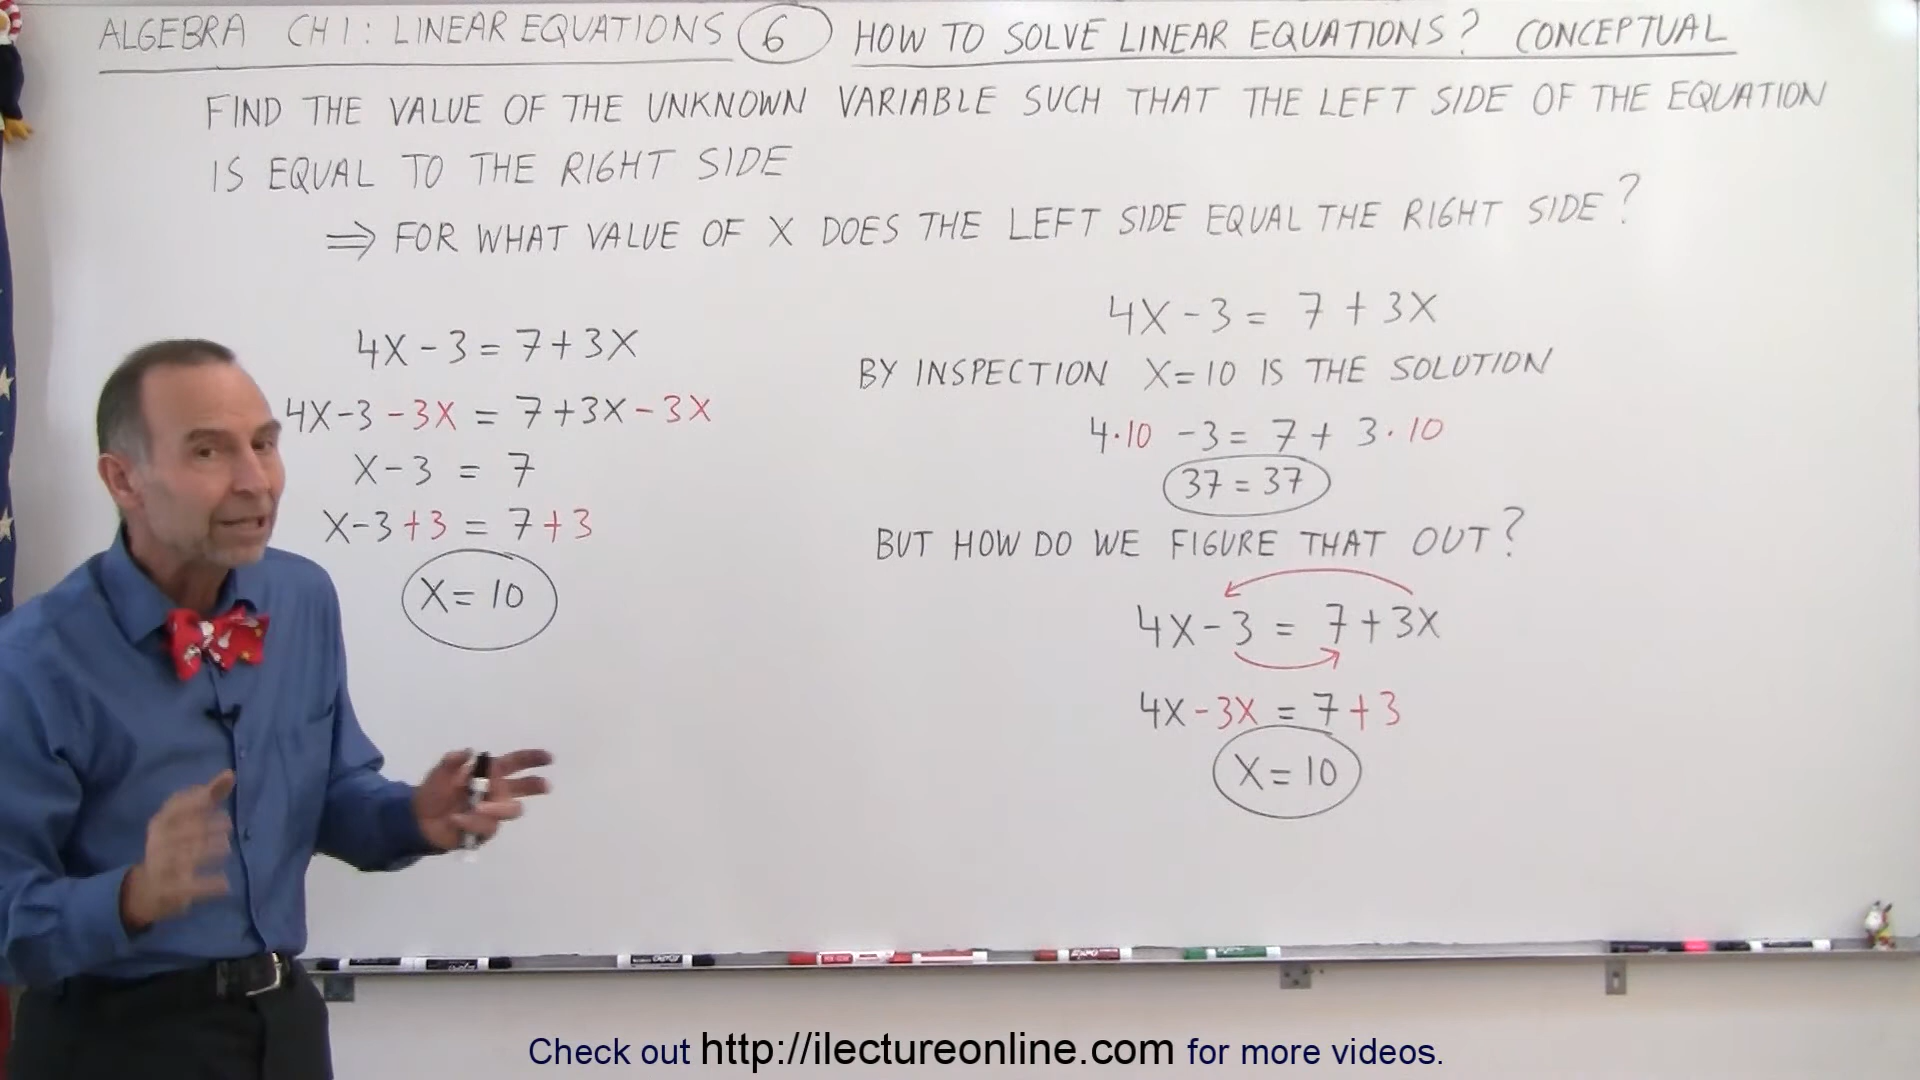 ALGEBRA CH 1: LINEAR EQUATIONS 6 HOW TO SOLVE LINEAR EQUATIONS? CONCEPTUAL
FIND THE VALUE OF THE UNKNOWN VARIABLE SUCH THAT THE LEFT SIDE OF THE EQUATION
IS EQUAL TO THE RIGHT SIDE
⇒ FOR WHAT VALUE OF X DOES THE LEFT SIDE EQUAL THE RIGHT SIDE?
4X - 3 = 7 + 3X
4X - 3 - 3X = 7 + 3X - 3X
X - 3 = 7
X - 3 + 3 = 7 + 3
X = 10
4X - 3 = 7 + 3X
BY INSPECTION X = 10 IS THE SOLUTION
4·10 - 3 = 7 + 3·10
37 = 37
BUT HOW DO WE FIGURE THAT OUT?
4X - 3 = 7 + 3X
4X - 3X = 7 + 3
X = 10
EXPO
Check out http://ilectureonline.com for more videos.